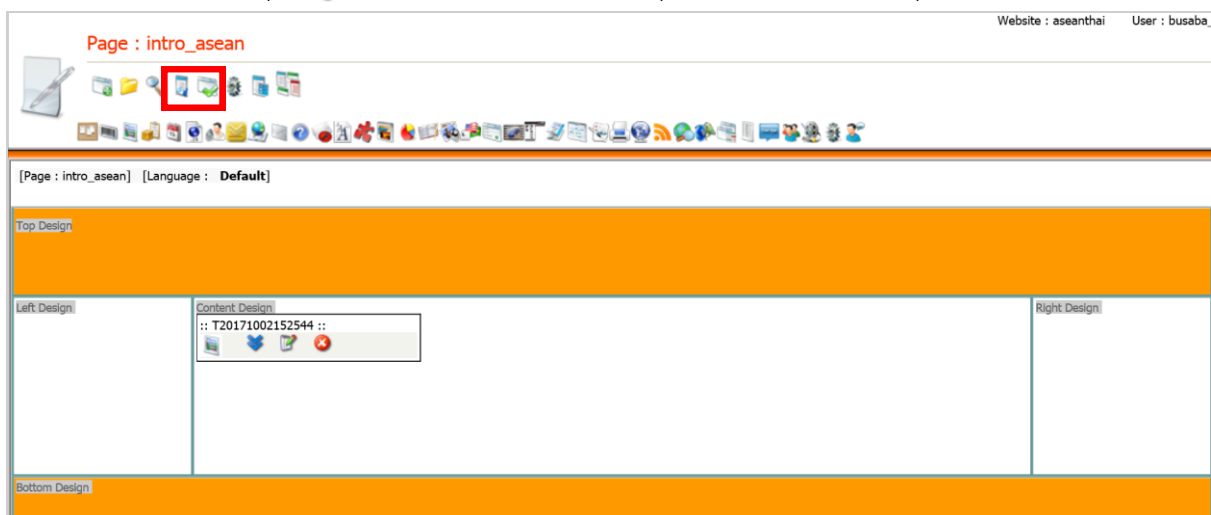 Website : aseanthai User : busaba_
Page : intro_asean
[Page : intro_asean] [Language : Default]
Top Design
Left Design
Content Design
Right Design
:: T20171002152544 ::
Bottom Design